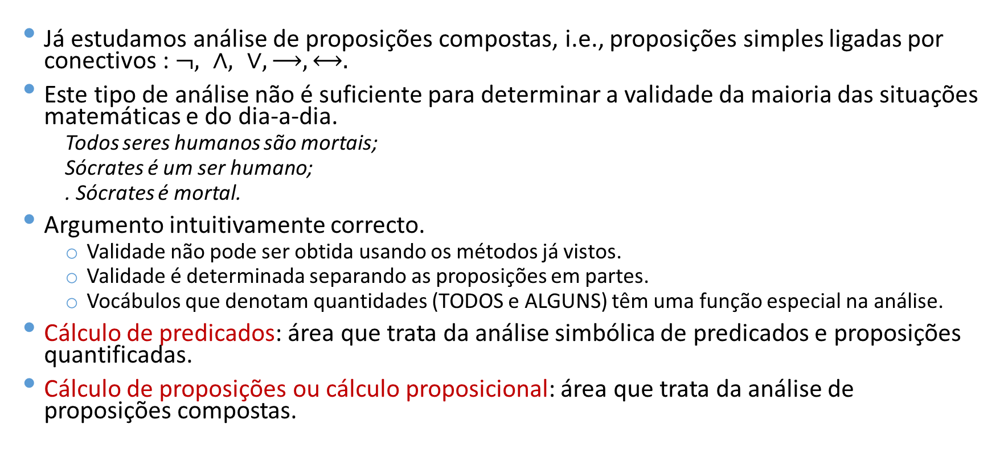 • Já estudamos análise de proposições compostas, i.e., proposições simples ligadas por
conectivos : ¬, ∧, ∨, ⟶, ⟷.
• Este tipo de análise não é suficiente para determinar a validade da maioria das situações
matemáticas e do dia-a-dia.
Todos seres humanos são mortais;
Sócrates é um ser humano;
. Sócrates é mortal.
• Argumento intuitivamente correcto.
o Validade não pode ser obtida usando os métodos já vistos.
o Validade é determinada separando as proposições em partes.
o Vocábulos que denotam quantidades (TODOS e ALGUNS) têm uma função especial na análise.
• Cálculo de predicados: área que trata da análise simbólica de predicados e proposições
quantificadas.
• Cálculo de proposições ou cálculo proposicional: área que trata da análise de
proposições compostas.